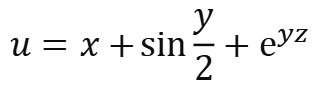 u = x + sin y/2 + e^{yz}